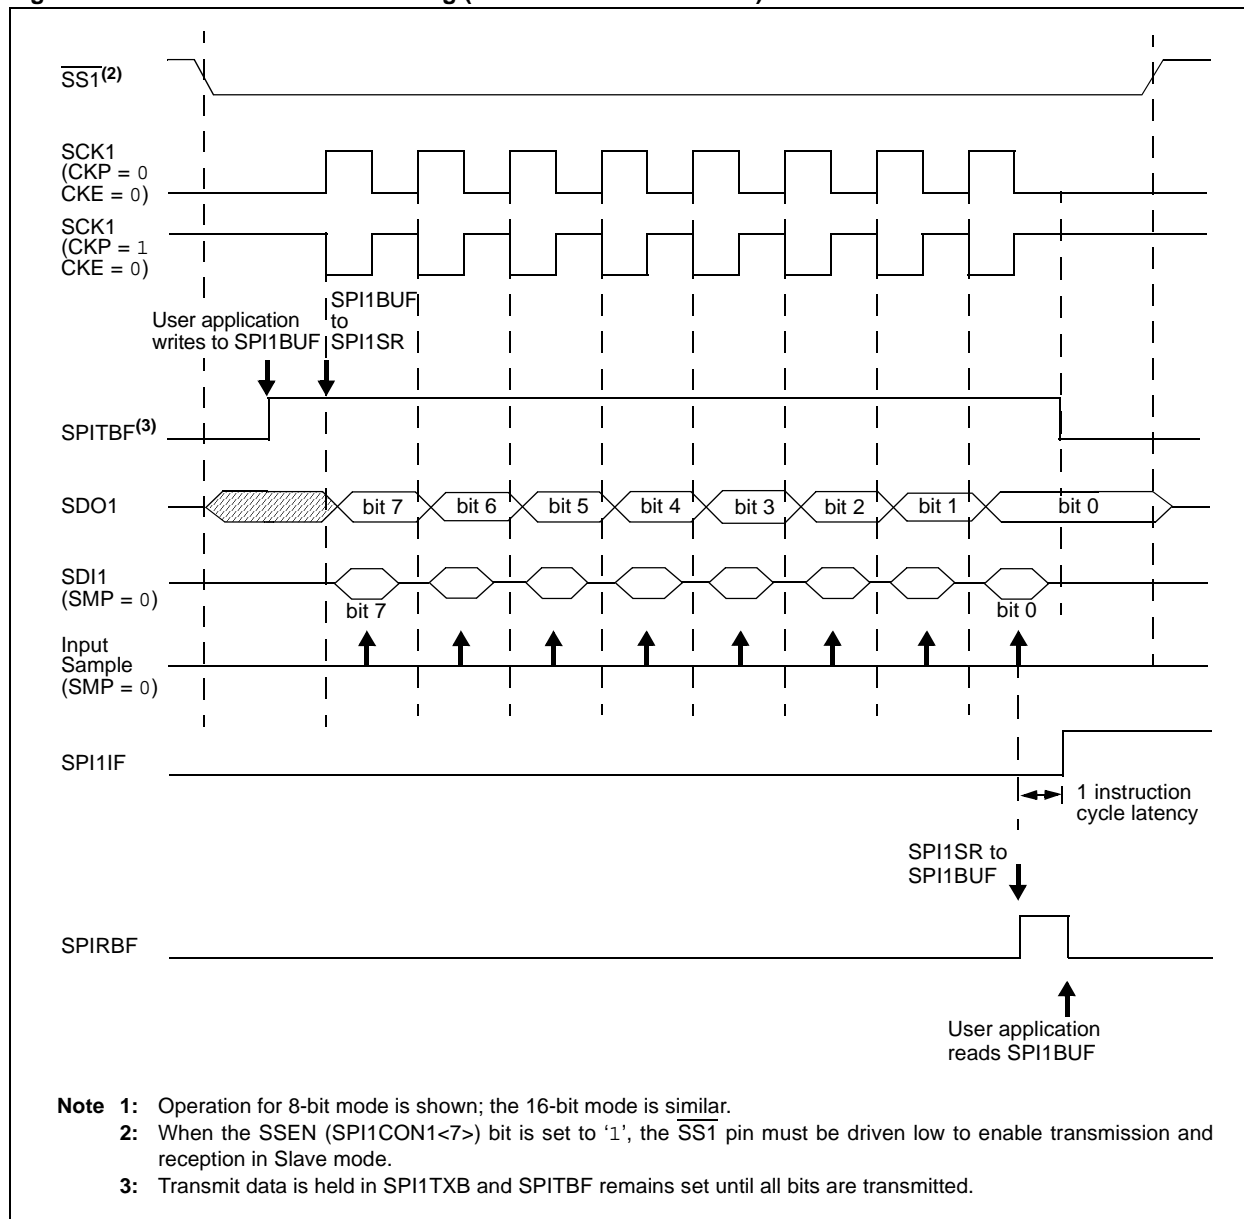 SS1(2)
SCK1
(CKP = 0
CKE = 0)
SCK1
(CKP = 1
CKE = 0)
User application
writes to SPI1BUF
SPI1BUF
to
SPI1SR
SPITBF(3)
SDO1
bit 7 bit 6 bit 5 bit 4 bit 3 bit 2 bit 1 bit 0
SDI1
(SMP = 0)
bit 7 bit 0
Input
Sample
(SMP = 0)
SPI1IF
1 instruction
cycle latency
SPI1SR to
SPI1BUF
SPIRBF
User application
reads SPI1BUF
Note 1: Operation for 8-bit mode is shown; the 16-bit mode is similar.
2: When the SSEN (SPI1CON1<7>) bit is set to ‘1’, the SS1 pin must be driven low to enable transmission and
reception in Slave mode.
3: Transmit data is held in SPI1TXB and SPITBF remains set until all bits are transmitted.